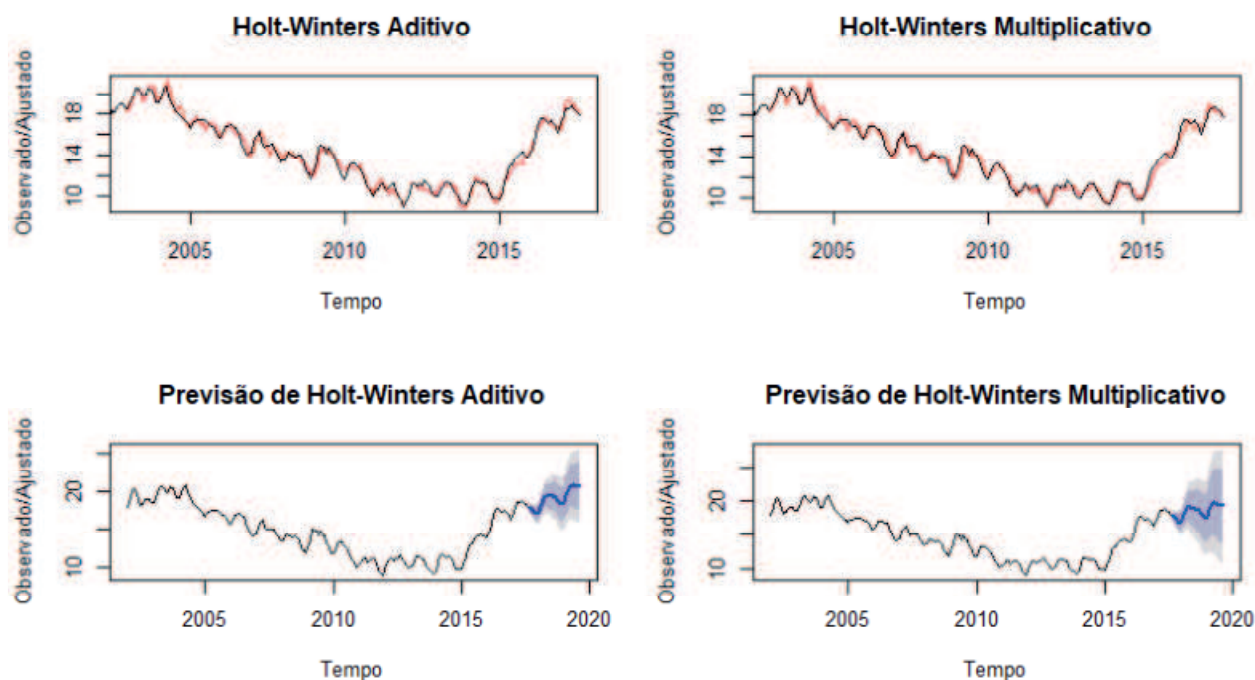 Holt-Winters Aditivo
Observado/Ajustado
10 14 18
2005 2010 2015
Tempo
Holt-Winters Multiplicativo
Observado/Ajustado
10 14 18
2005 2010 2015
Tempo
Previsão de Holt-Winters Aditivo
Observado/Ajustado
10 20
2005 2010 2015 2020
Tempo
Previsão de Holt-Winters Multiplicativo
Observado/Ajustado
10 20
2005 2010 2015 2020
Tempo